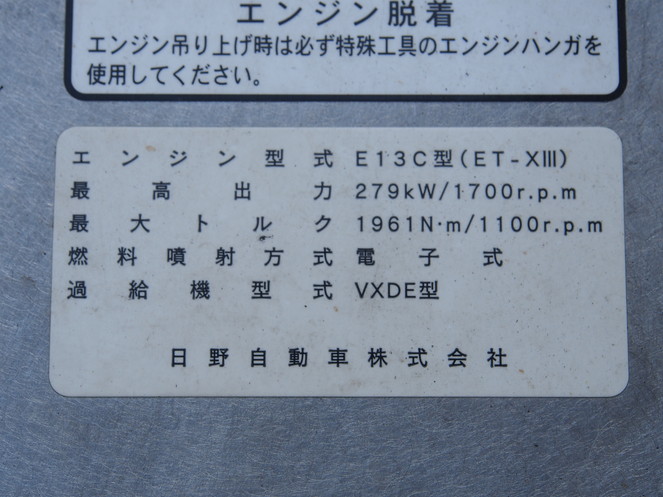 エンジン脱着
エンジン吊り上げ時は必ず特殊工具のエンジンハンガを
使用してください。
エンジン型式 E13C型(ET-XIII)
最高出力 279kW/1700r.p.m
最大トルク 1961N·m/1100r.p.m
燃料噴射方式 電子式
過給機型式 VXDE型
日野自動車株式会社